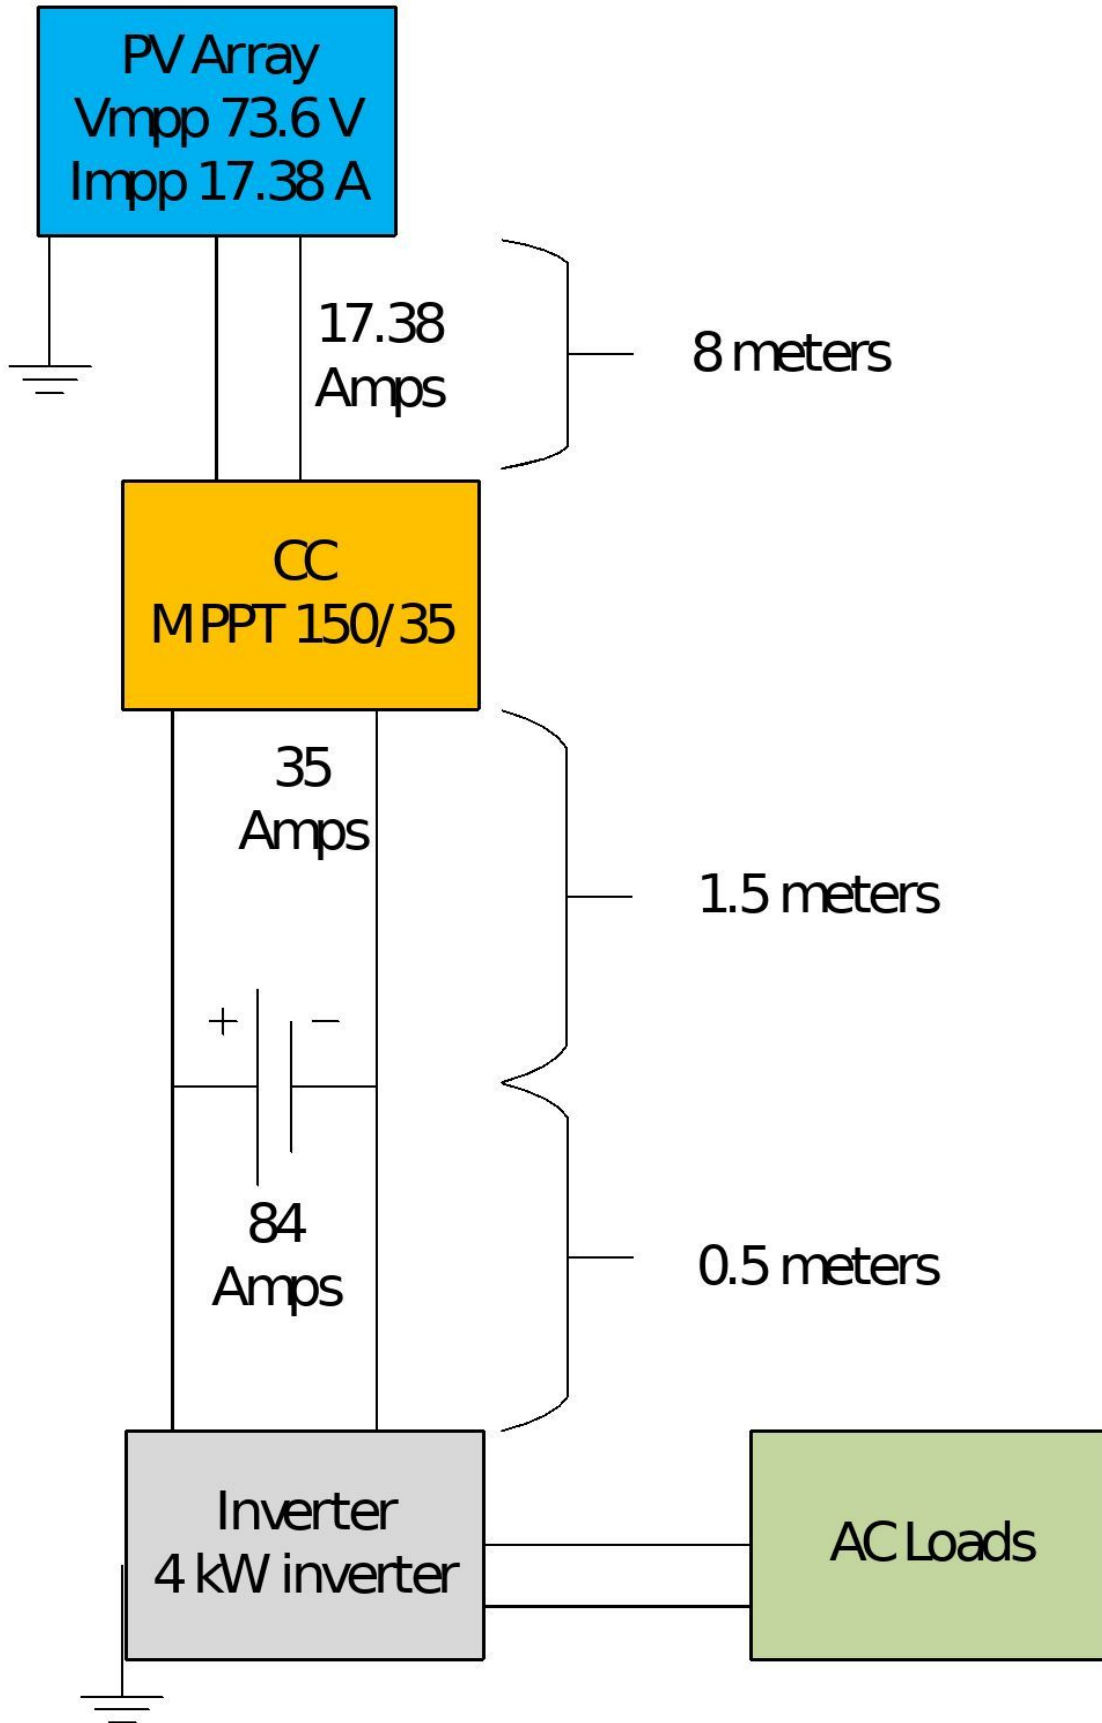 PV Array
Vmpp 73.6 V
Impp 17.38 A
17.38
Amps
8 meters
CC
MPPT 150/35
35
Amps
1.5 meters
+ −
84
Amps
0.5 meters
Inverter
4 kW inverter
AC Loads